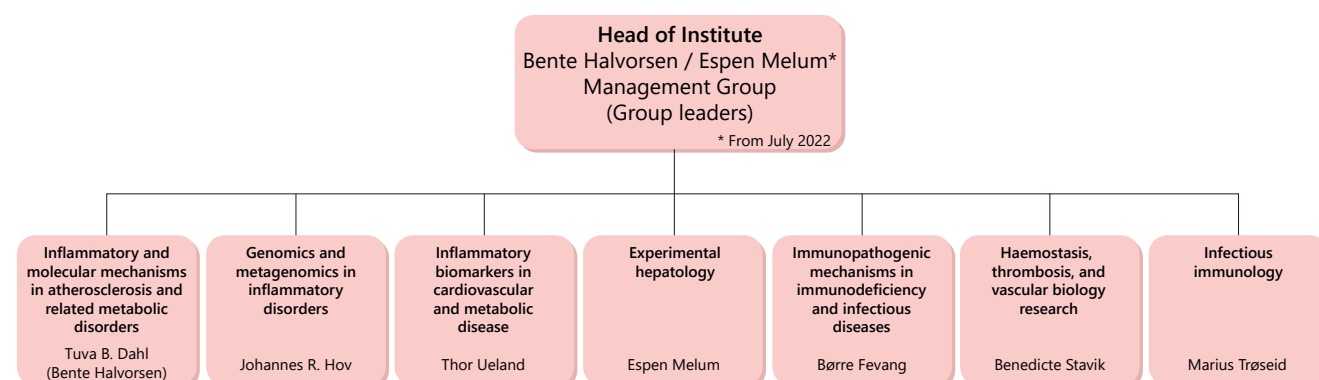 Head of Institute
Bente Halvorsen / Espen Melum*
Management Group
(Group leaders)
* From July 2022
Inflammatory and
molecular mechanisms
in atherosclerosis and
related metabolic
disorders
Tuva B. Dahl
(Bente Halvorsen)
Genomics and
metagenomics in
inflammatory
disorders
Johannes R. Hov
Inflammatory
biomarkers in
cardiovascular
and metabolic
disease
Thor Ueland
Experimental
hepatology
Espen Melum
Immunopathogenic
mechanisms in
immunodeficiency
and infectious
diseases
Børre Fevang
Haemostasis,
thrombosis, and
vascular biology
research
Benedicte Stavik
Infectious
immunology
Marius Trøseid